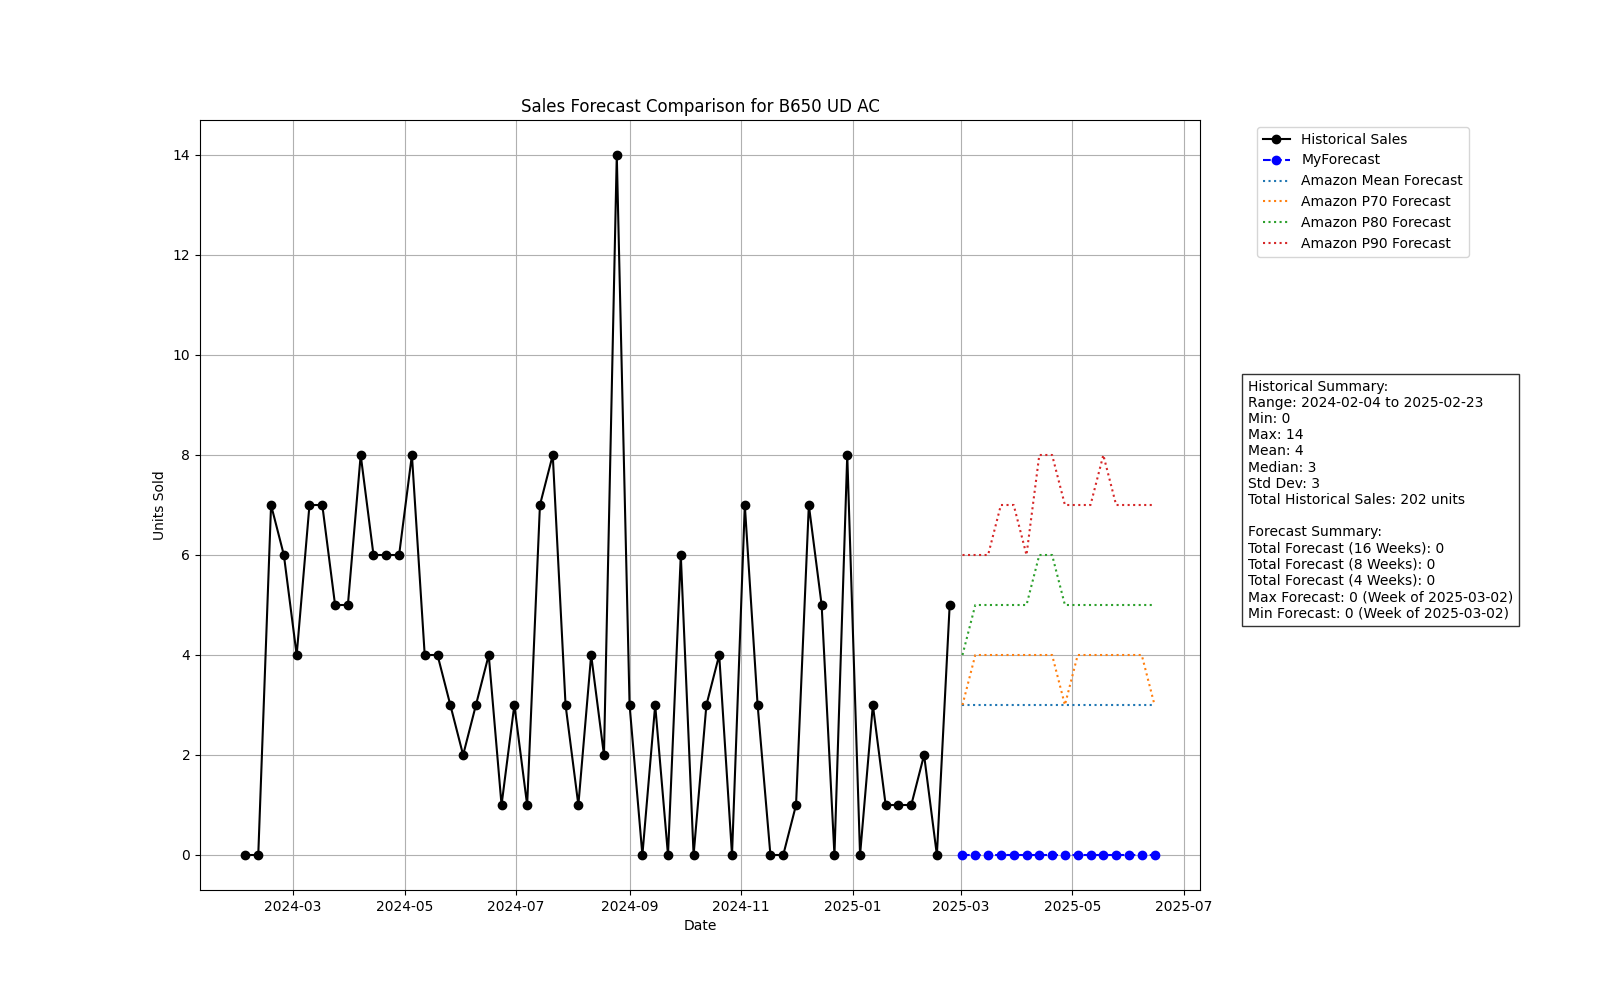 Sales Forecast Comparison for B650 UD AC
14
12
10
8
6
4
2
0
Units Sold
2024-03
2024-05
2024-07
2024-09
2024-11
2025-01
2025-03
2025-05
2025-07
Date
Historical Sales
MyForecast
Amazon Mean Forecast
Amazon P70 Forecast
Amazon P80 Forecast
Amazon P90 Forecast
Historical Summary:
Range: 2024-02-04 to 2025-02-23
Min: 0
Max: 14
Mean: 4
Median: 3
Std Dev: 3
Total Historical Sales: 202 units
Forecast Summary:
Total Forecast (16 Weeks): 0
Total Forecast (8 Weeks): 0
Total Forecast (4 Weeks): 0
Max Forecast: 0 (Week of 2025-03-02)
Min Forecast: 0 (Week of 2025-03-02)